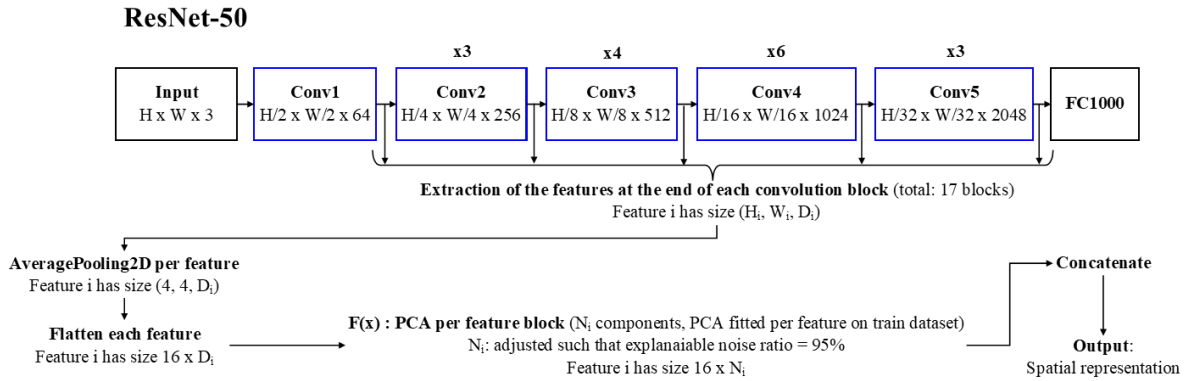 ResNet-50
x3
x4
x6
x3
Input
H x W x 3
Conv1
H/2 x W/2 x 64
Conv2
H/4 x W/4 x 256
Conv3
H/8 x W/8 x 512
Conv4
H/16 x W/16 x 1024
Conv5
H/32 x W/32 x 2048
FC1000
Extraction of the features at the end of each convolution block (total: 17 blocks)
Feature i has size (Hᵢ, Wᵢ, Dᵢ)
AveragePooling2D per feature
Feature i has size (4, 4, Dᵢ)
Flatten each feature
Feature i has size 16 x Dᵢ
F(x) : PCA per feature block (Nᵢ components, PCA fitted per feature on train dataset)
Nᵢ: adjusted such that explanaiable noise ratio = 95%
Feature i has size 16 x Nᵢ
Concatenate
Output:
Spatial representation